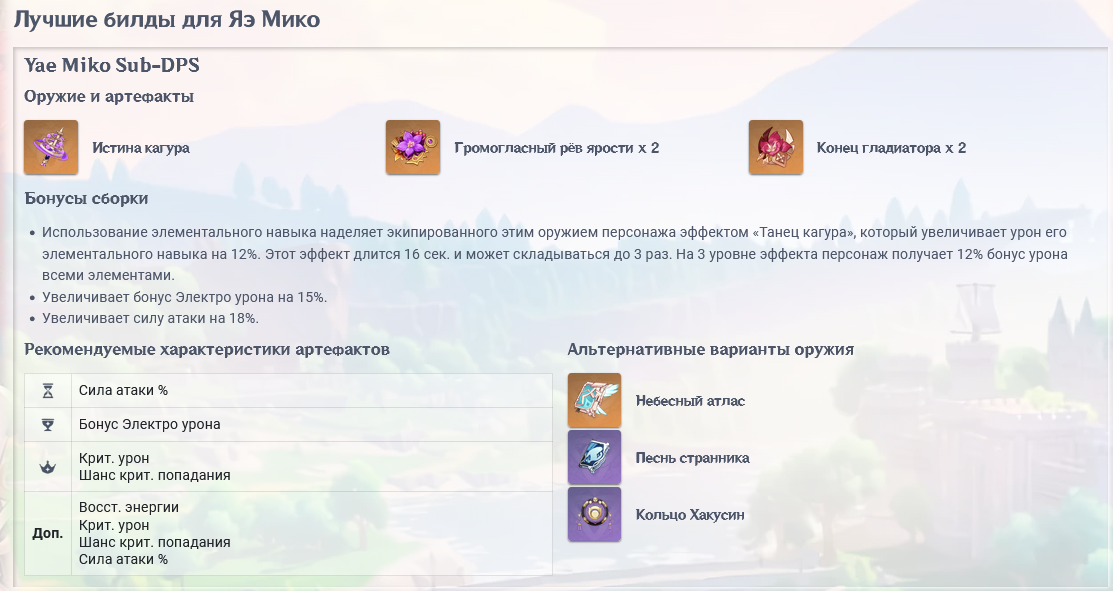 Лучшие билды для Яэ Мико
Yae Miko Sub-DPS
Оружие и артефакты
Истина кагура
Громогласный рёв ярости x 2
Конец гладиатора x 2
Бонусы сборки
• Использование элементального навыка наделяет экипированного этим оружием персонажа эффектом «Танец кагура», который увеличивает урон его
элементального навыка на 12%. Этот эффект длится 16 сек. и может складываться до 3 раз. На 3 уровне эффекта персонаж получает 12% бонус урона
всеми элементами.
• Увеличивает бонус Электро урона на 15%.
• Увеличивает силу атаки на 18%.
Рекомендуемые характеристики артефактов
Сила атаки %
Бонус Электро урона
Крит. урон
Шанс крит. попадания
Доп.
Восст. энергии
Крит. урон
Шанс крит. попадания
Сила атаки %
Альтернативные варианты оружия
Небесный атлас
Песнь странника
Кольцо Хакусин